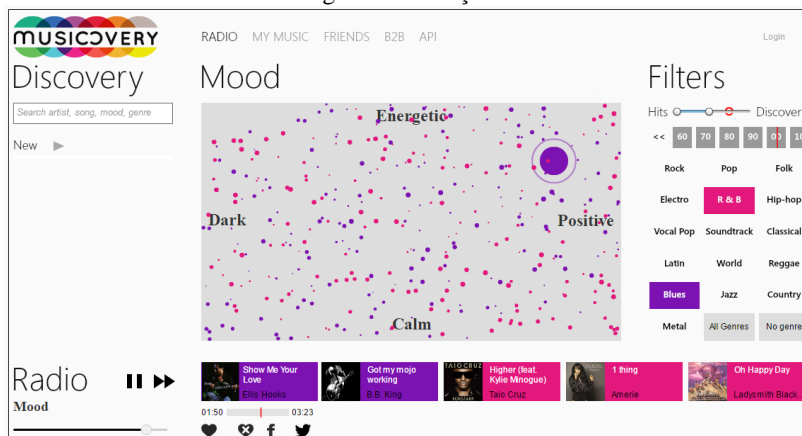 MUSICOVERY
RADIO MY MUSIC FRIENDS B2B API
Login
Discovery
Mood
Filters
Search artist, song, mood, genre
New
Energetic
Dark
Positive
Calm
Hits
Discover
<< 60 70 80 90 00
Rock Pop Folk
Electro R & B Hip-hop
Vocal Pop Soundtrack Classical
Latin World Reggae
Blues Jazz Country
Metal All Genres No genre
Radio
Mood
Show Me Your Love
Ellis Hooks
Got my mojo working
B.B. King
Higher (feat. Kylie Minogue)
Taio Cruz
1 thing
Amerie
Oh Happy Day
Ladysmith Black...
01:50 03:23
TAIO CRUZ